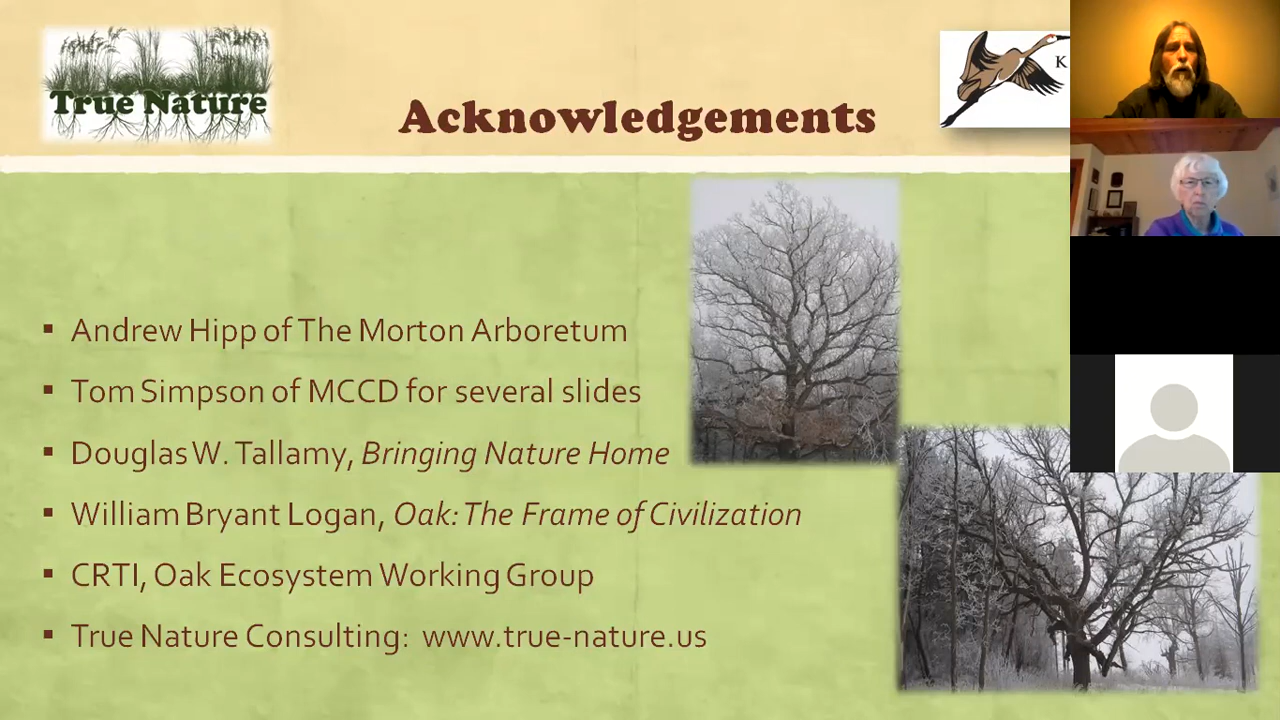 True Nature
Acknowledgements
K
▪ Andrew Hipp of The Morton Arboretum
▪ Tom Simpson of MCCD for several slides
▪ Douglas W. Tallamy, Bringing Nature Home
▪ William Bryant Logan, Oak: The Frame of Civilization
▪ CRTI, Oak Ecosystem Working Group
▪ True Nature Consulting: www.true-nature.us